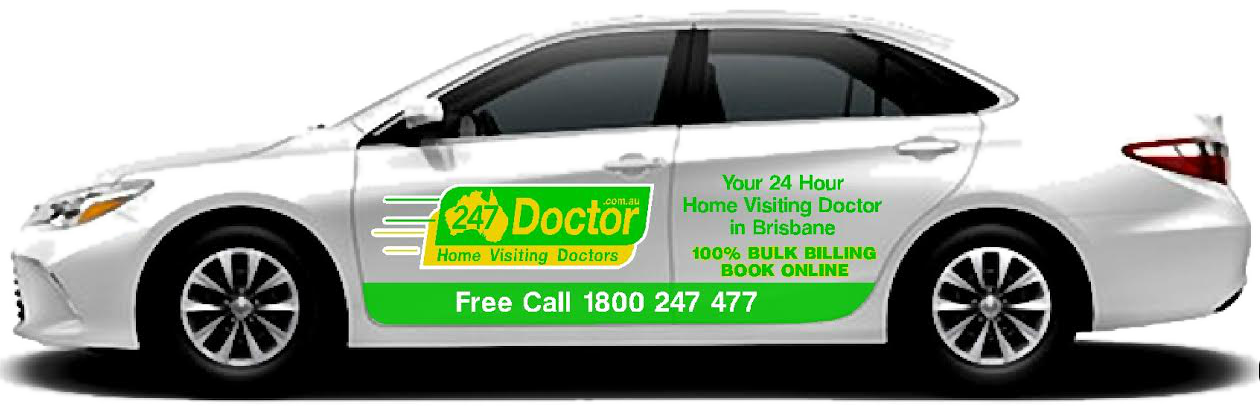 247 Doctor.com.au
Home Visiting Doctors
Your 24 Hour
Home Visiting Doctor
in Brisbane
100% BULK BILLING
BOOK ONLINE
Free Call 1800 247 477